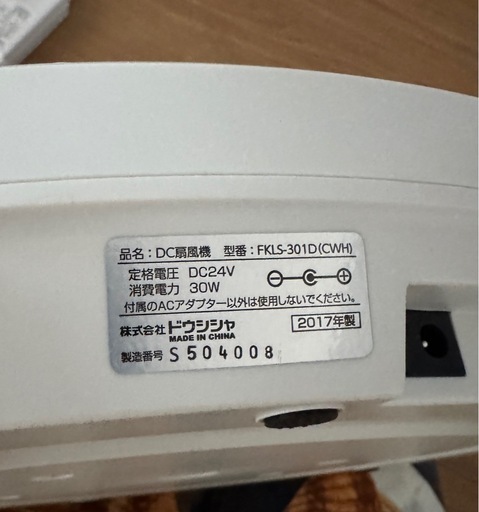 品名：DC扇風機 型番：FKLS-301D(CWH)
定格電圧 DC24V
消費電力 30W
付属のACアダプター以外は使用しないでください。
株式会社ドウシシャ 2017年製
MADE IN CHINA
製造番号 S504008